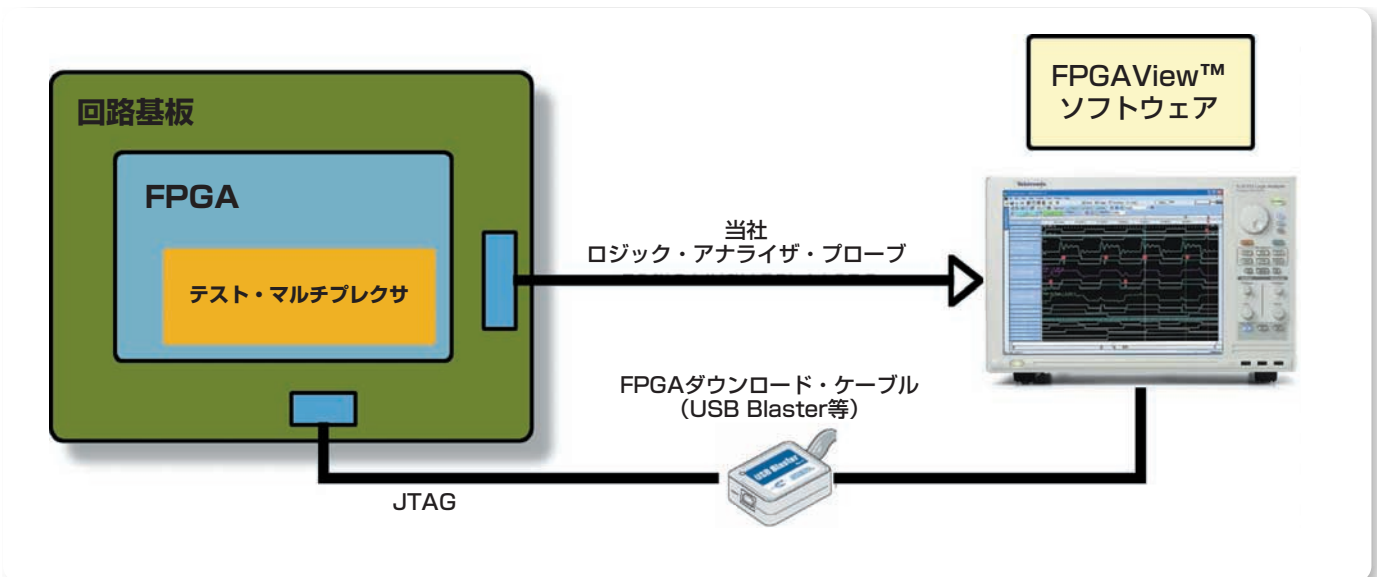 回路基板
FPGA
テスト・マルチプレクサ
当社
ロジック・アナライザ・プローブ
FPGAView™
ソフトウェア
Tektronix
FPGAダウンロード・ケーブル
（USB Blaster等）
USB Blaster
JTAG